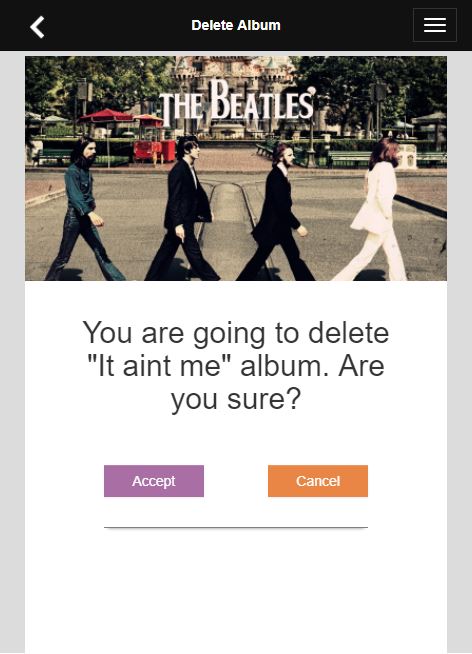 Delete Album
THE BEATLES
You are going to delete
"It aint me" album. Are
you sure?
Accept
Cancel